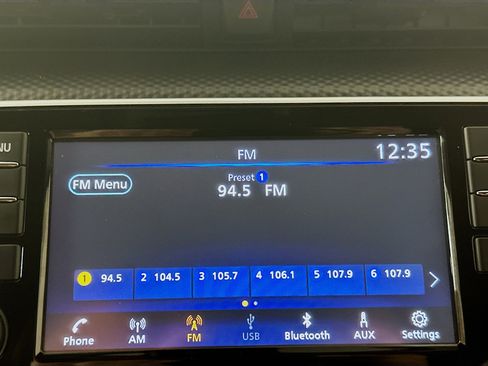 NU
FM
12:35
FM Menu
Preset 1
94.5 FM
1 94.5 2 104.5 3 105.7 4 106.1 5 107.9 6 107.9
Phone AM FM USB Bluetooth AUX Settings